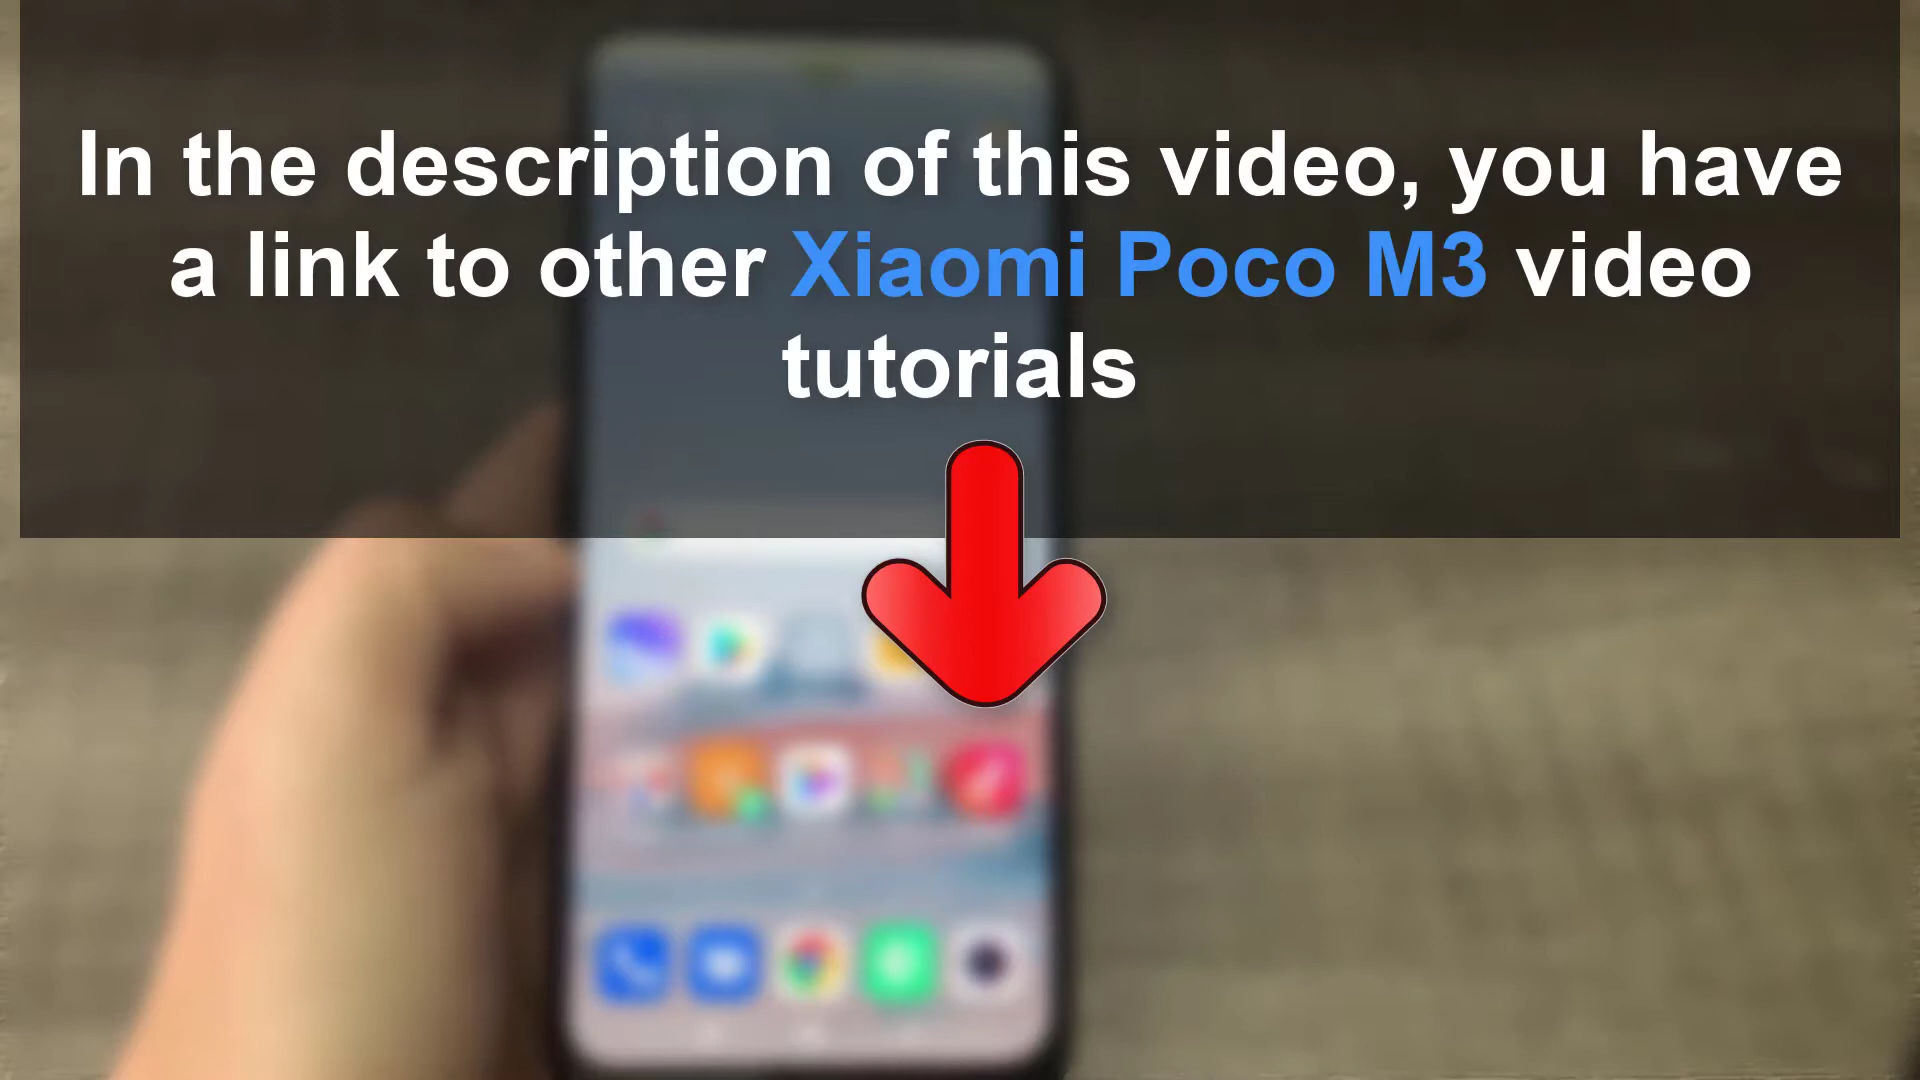 In the description of this video, you have
a link to other Xiaomi Poco M3 video
tutorials